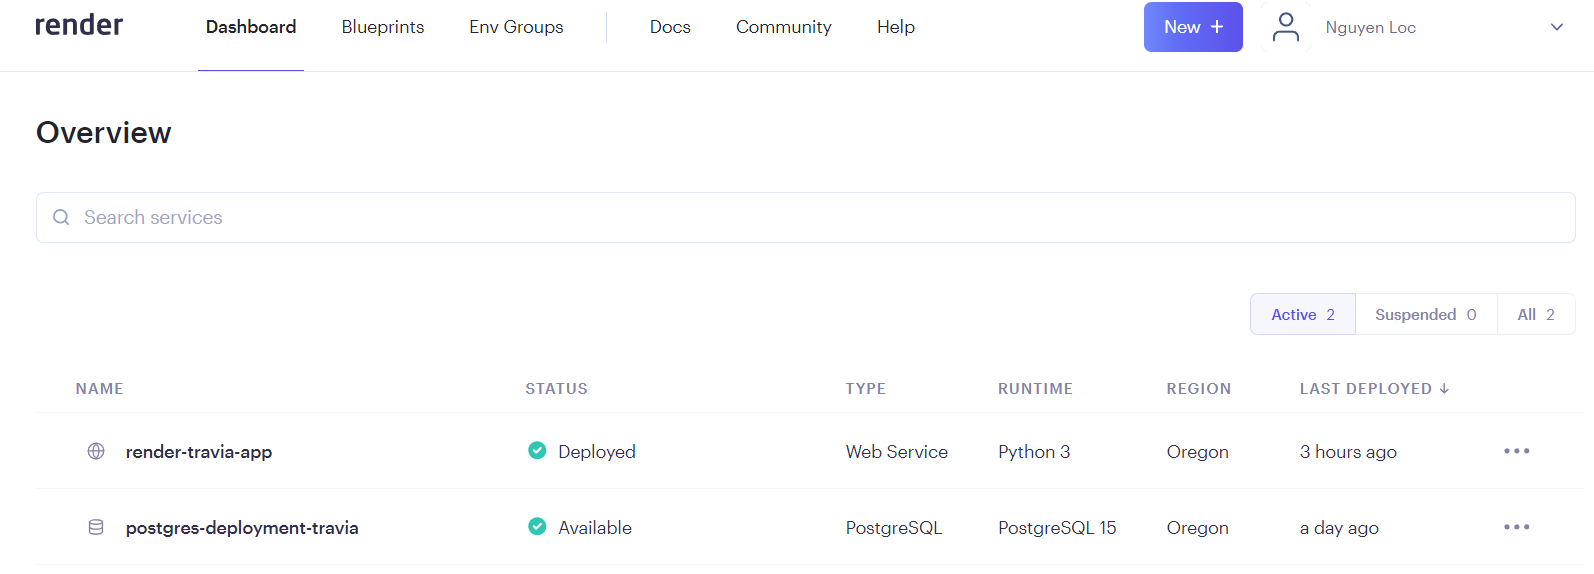 render Dashboard Blueprints Env Groups Docs Community Help New + Nguyen Loc
Overview
Search services
Active 2 Suspended 0 All 2
NAME STATUS TYPE RUNTIME REGION LAST DEPLOYED ↓
render-travia-app Deployed Web Service Python 3 Oregon 3 hours ago
postgres-deployment-travia Available PostgreSQL PostgreSQL 15 Oregon a day ago